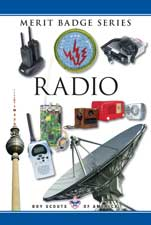 MERIT BADGE SERIES
RADIO
BOY SCOUTS OF AMERICA